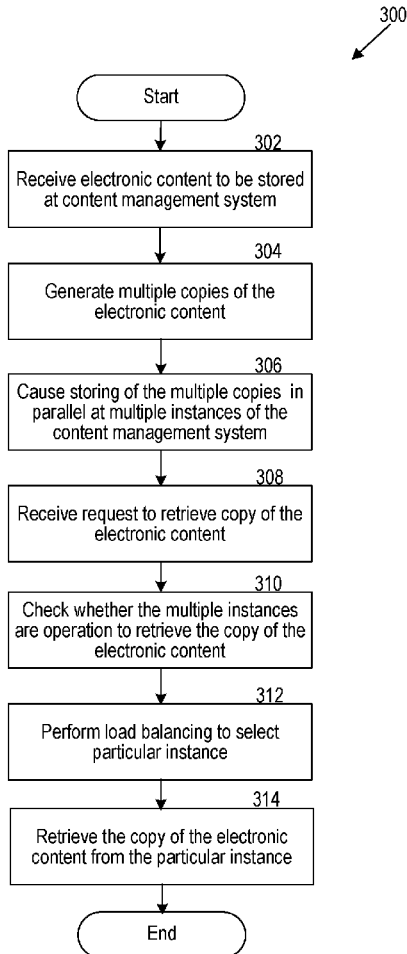 300
Start
302
Receive electronic content to be stored
at content management system
304
Generate multiple copies of the
electronic content
306
Cause storing of the multiple copies in
parallel at multiple instances of the
content management system
308
Receive request to retrieve copy of the
electronic content
310
Check whether the multiple instances
are operation to retrieve the copy of the
electronic content
312
Perform load balancing to select
particular instance
314
Retrieve the copy of the electronic
content from the particular instance
End